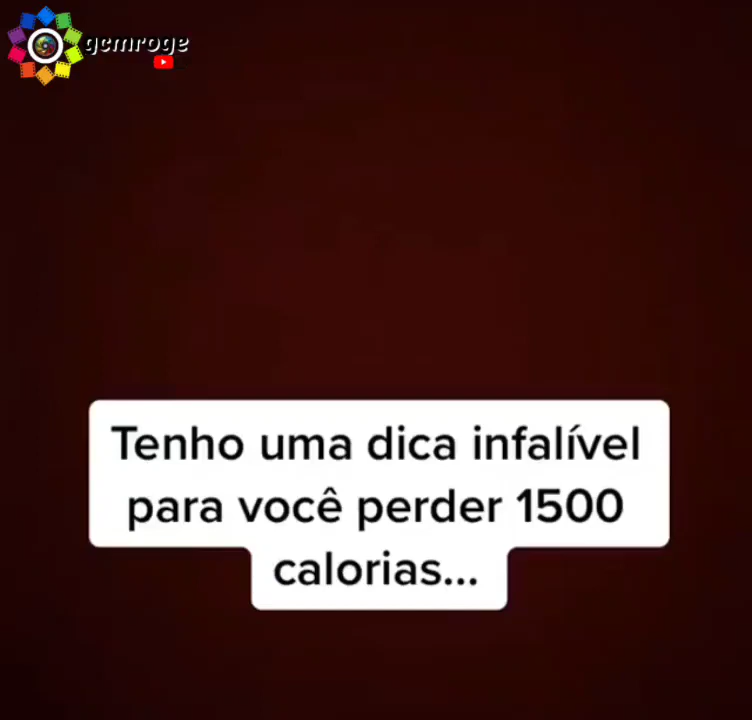 gcmroge
Tenho uma dica infalível
para você perder 1500
calorias...